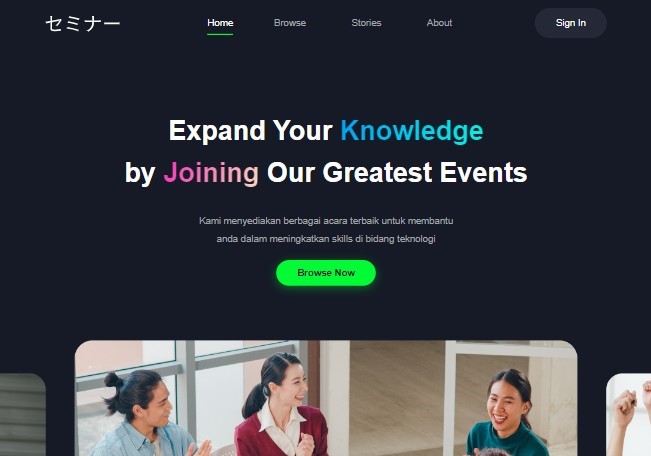 セミナー
Home
Browse
Stories
About
Sign In
Expand Your Knowledge
by Joining Our Greatest Events
Kami menyediakan berbagai acara terbaik untuk membantu
anda dalam meningkatkan skills di bidang teknologi
Browse Now